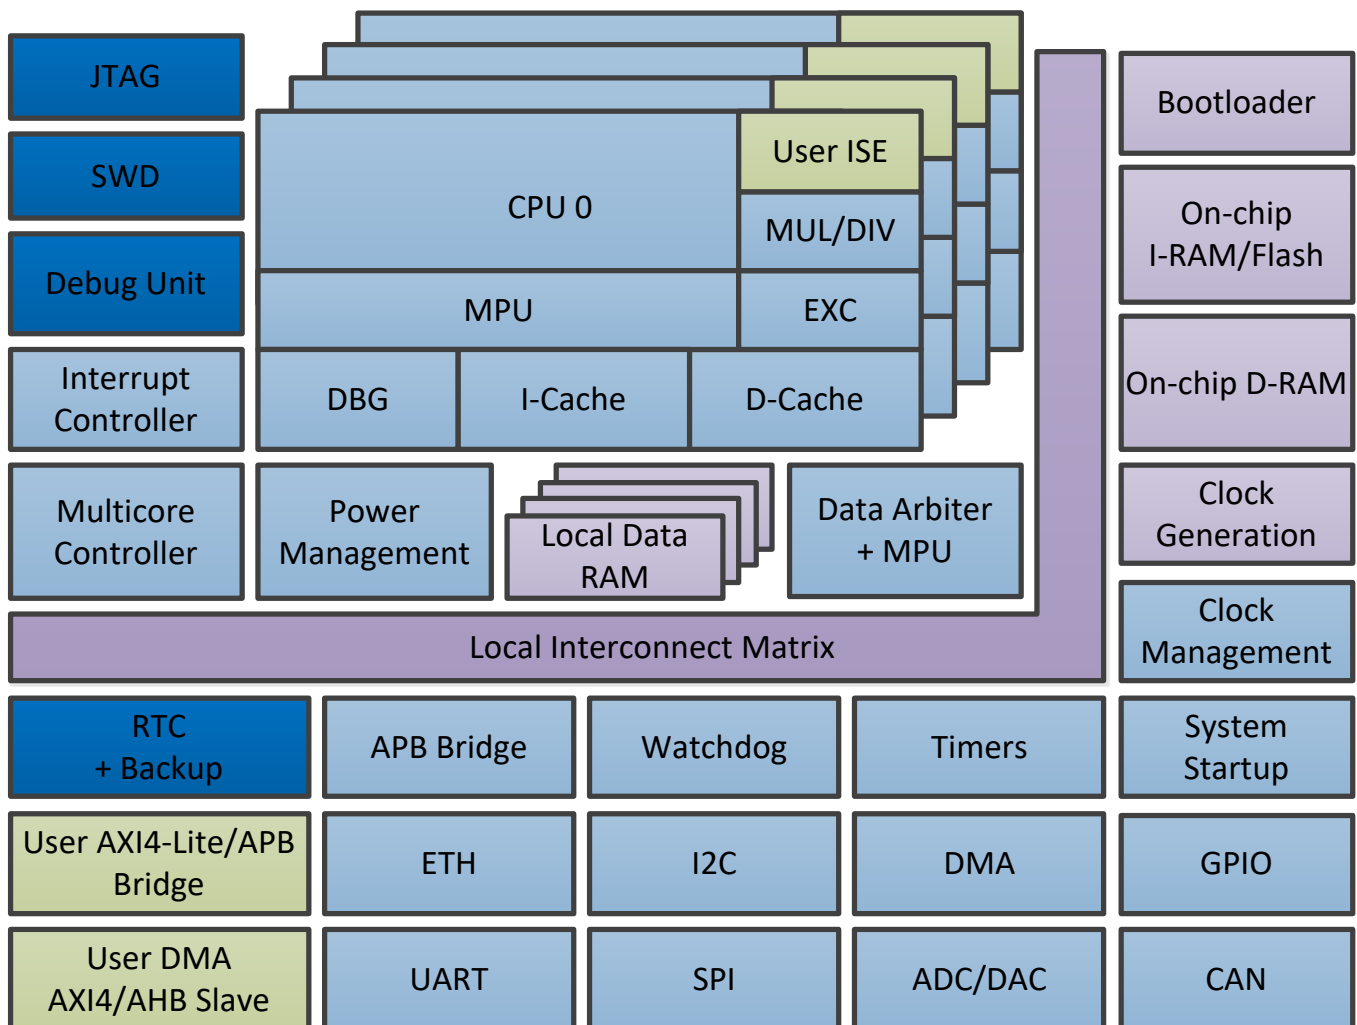 JTAG
SWD
Debug Unit
Interrupt
Controller
Multicore
Controller
CPU 0
User ISE
MUL/DIV
MPU
EXC
DBG
I-Cache
D-Cache
Power
Management
Local Data
RAM
Data Arbiter
+ MPU
Local Interconnect Matrix
Bootloader
On-chip
I-RAM/Flash
On-chip D-RAM
Clock
Generation
Clock
Management
RTC
+ Backup
APB Bridge
Watchdog
Timers
System
Startup
User AXI4-Lite/APB
Bridge
ETH
I2C
DMA
GPIO
User DMA
AXI4/AHB Slave
UART
SPI
ADC/DAC
CAN